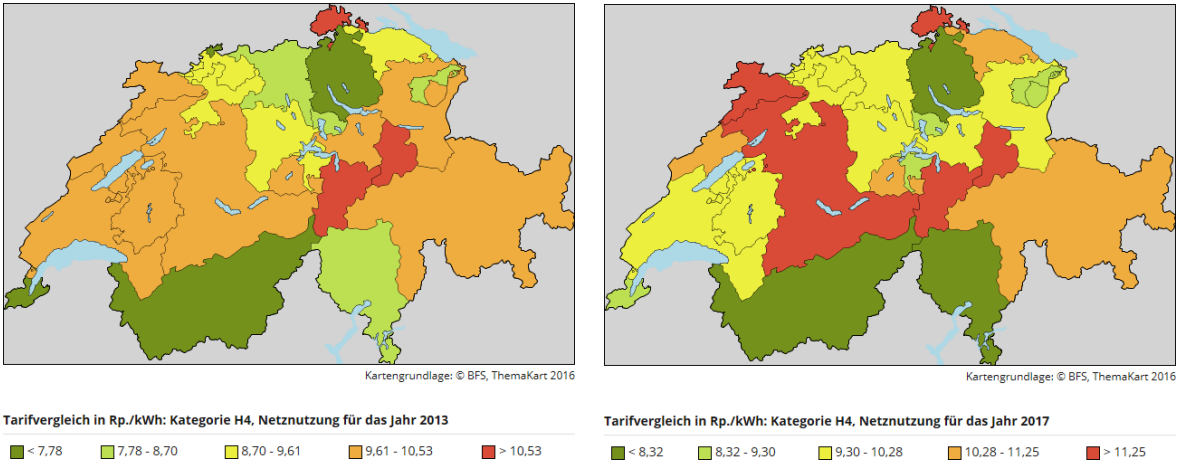 Kartengrundlage: © BFS, ThemaKart 2016
Tarifvergleich in Rp./kWh: Kategorie H4, Netznutzung für das Jahr 2013
< 7,78
7,78 - 8,70
8,70 - 9,61
9,61 - 10,53
> 10,53
Kartengrundlage: © BFS, ThemaKart 2016
Tarifvergleich in Rp./kWh: Kategorie H4, Netznutzung für das Jahr 2017
< 8,32
8,32 - 9,30
9,30 - 10,28
10,28 - 11,25
> 11,25